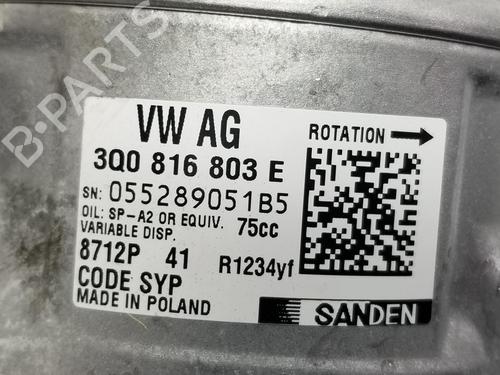 B-PARTS
VW AG
ROTATION
3Q0 816 803 E
SN: 055289051B5
OIL: SP-A2 OR EQUIV. 75cc
VARIABLE DISP.
8712P 41 R1234yf
CODE SYP
MADE IN POLAND
SANDEN